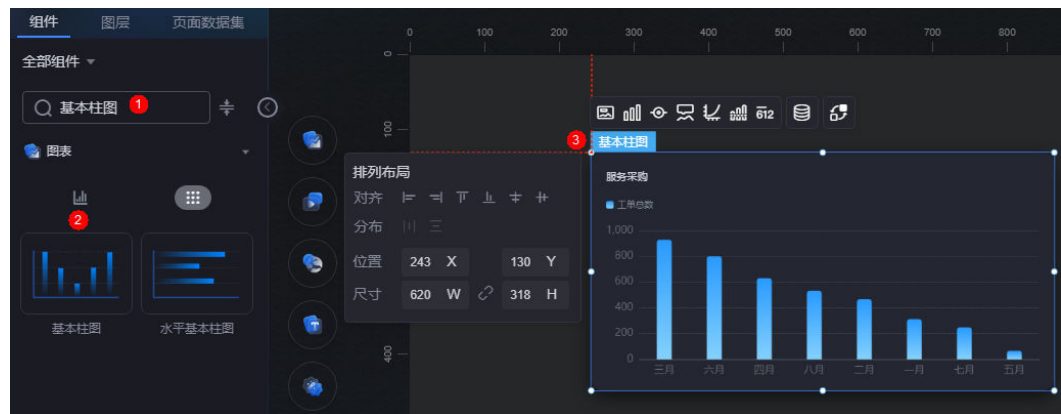 组件 图层 页面数据集
全部组件
基本柱图 1
图表
2
基本柱图 水平基本柱图
0 100 200 300 400 500 600 700 800
0
100
400
排列布局
对齐
分布
位置 243 X 130 Y
尺寸 620 W 318 H
612
3 基本柱图
服务采购
工单总数
1,000
800
600
400
200
0
三月 六月 四月 八月 二月 一月 七月 五月